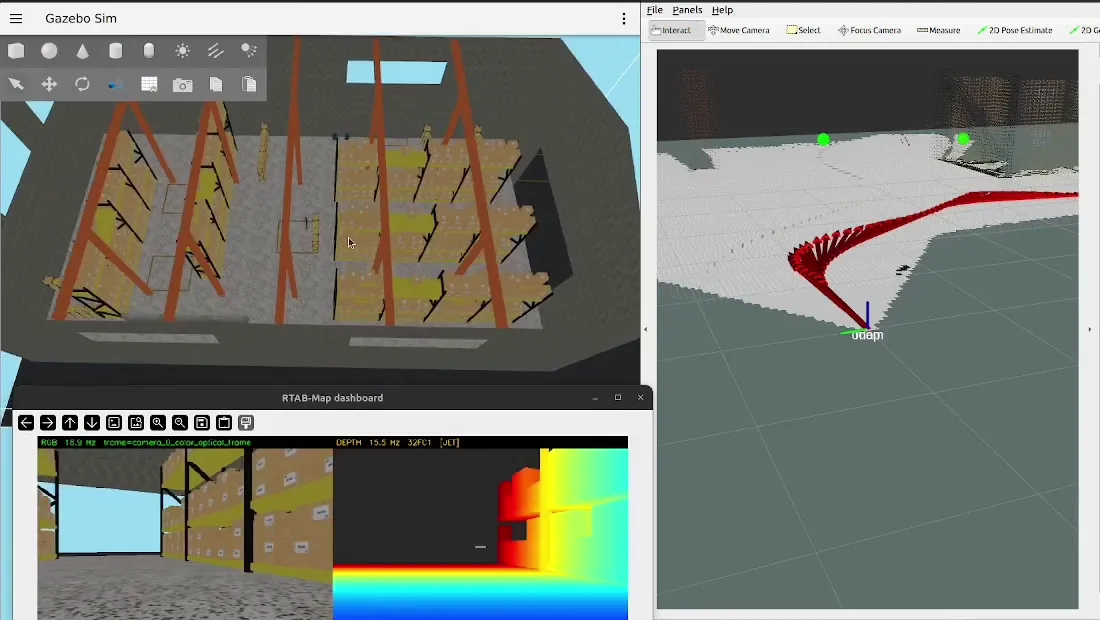 Gazebo Sim
File Panels Help
Interact Move Camera Select Focus Camera Measure 2D Pose Estimate 2D G
RTAB-Map dashboard
RGB 18.9 Hz frame=camera_0_color_optical_frame
DEPTH 15.5 Hz 32FC1 [JET]